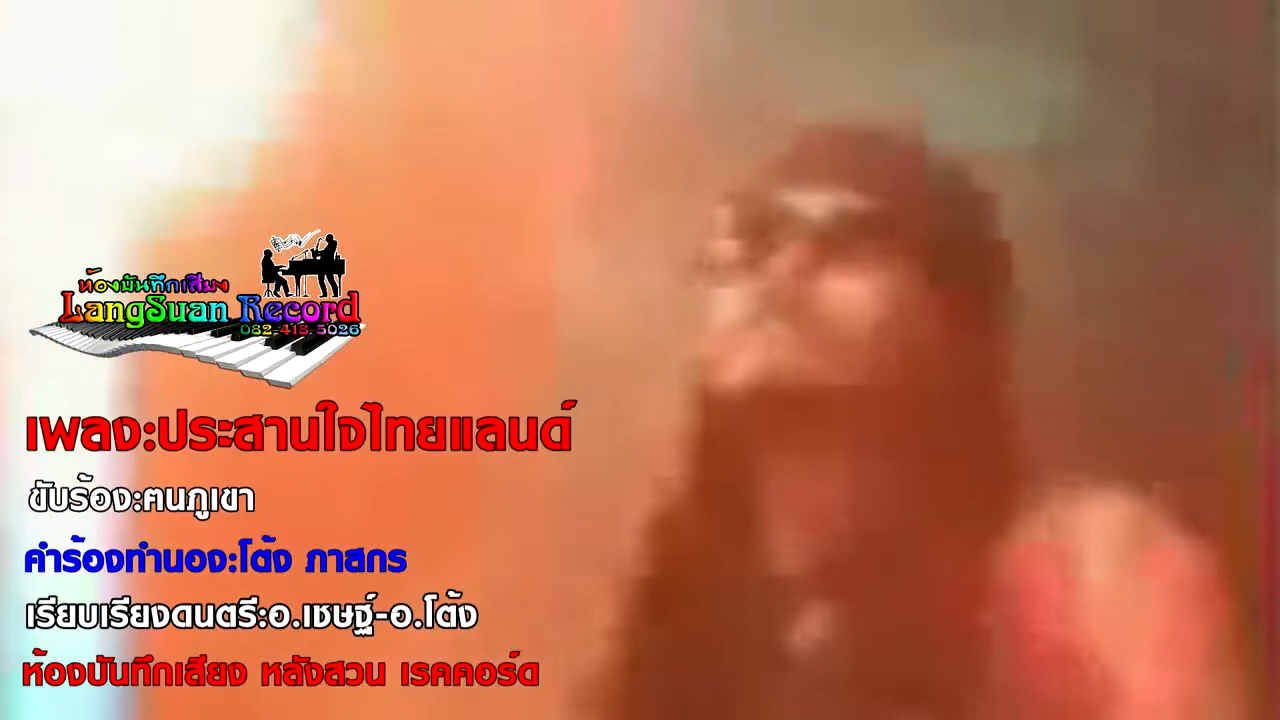 ห้องบันทึกเสียง
LangSuan Record
082-418-5026
เพลง:ประสานใจไทยแลนด์
ขับร้อง:ฅนภูเขา
คำร้องทำนอง:โต้ง ภาสกร
เรียบเรียงดนตรี:อ.เชษฐ์-อ.โต้ง
ห้องบันทึกเสียง หลังสวน เรคคอร์ด